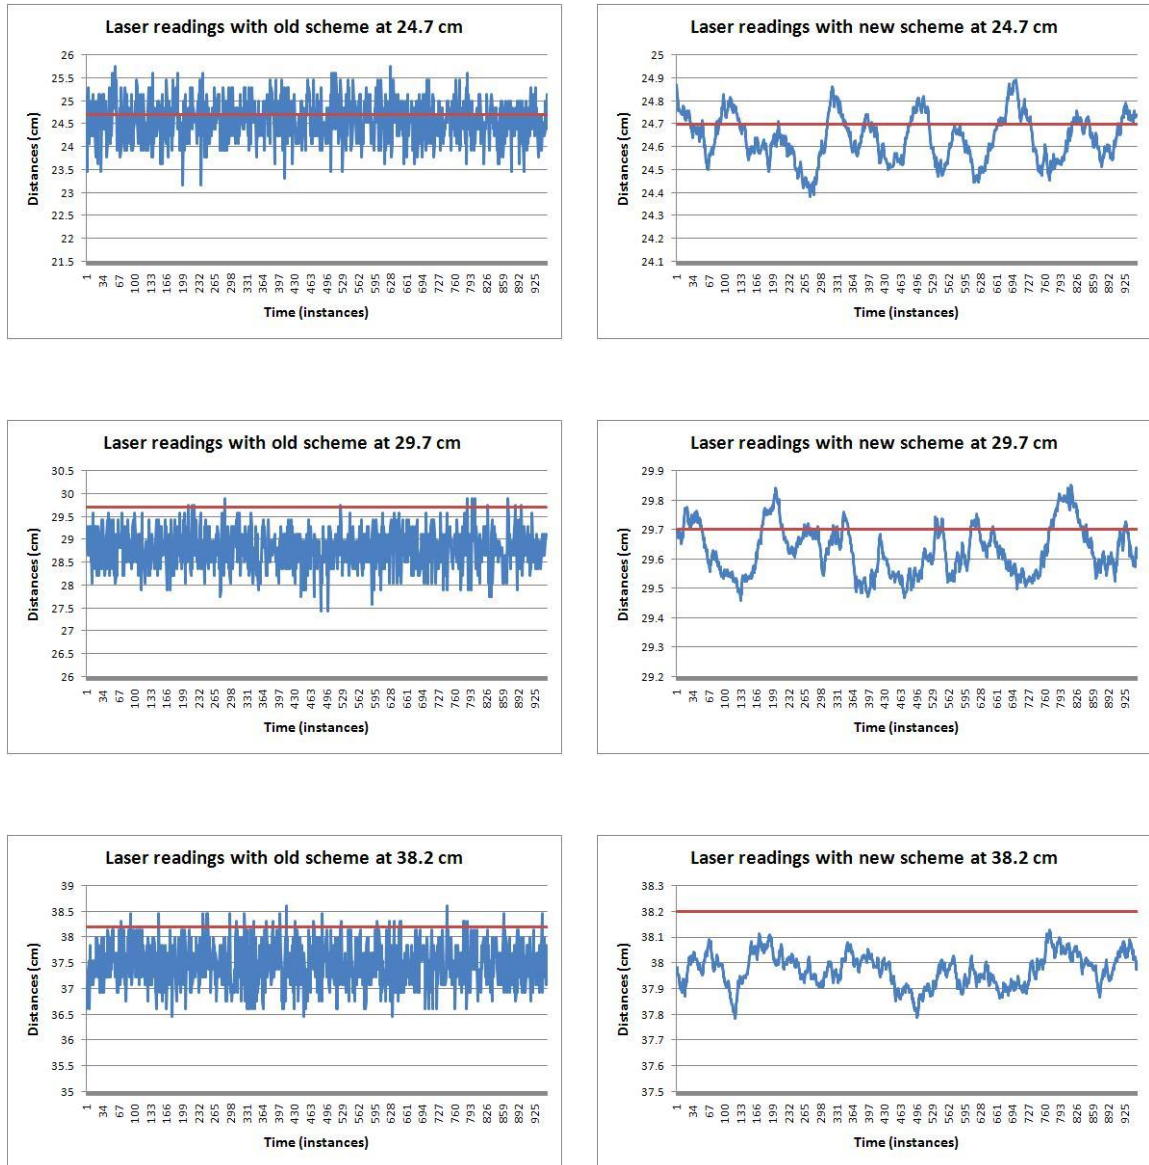 Laser readings with old scheme at 24.7 cm
Distances (cm)
26
25.5
25
24.5
24
23.5
23
22.5
22
21.5
1 34 67 100 133 166 199 232 265 298 331 364 397 430 463 496 529 562 595 628 661 694 727 760 793 826 859 892 925
Time (instances)
Laser readings with new scheme at 24.7 cm
Distances (cm)
25
24.9
24.8
24.7
24.6
24.5
24.4
24.3
24.2
24.1
1 34 67 100 133 166 199 232 265 298 331 364 397 430 463 496 529 562 595 628 661 694 727 760 793 826 859 892 925
Time (instances)
Laser readings with old scheme at 29.7 cm
Distances (cm)
30.5
30
29.5
29
28.5
28
27.5
27
26.5
26
1 34 67 100 133 166 199 232 265 298 331 364 397 430 463 496 529 562 595 628 661 694 727 760 793 826 859 892 925
Time (instances)
Laser readings with new scheme at 29.7 cm
Distances (cm)
29.9
29.8
29.7
29.6
29.5
29.4
29.3
29.2
1 34 67 100 133 166 199 232 265 298 331 364 397 430 463 496 529 562 595 628 661 694 727 760 793 826 859 892 925
Time (instances)
Laser readings with old scheme at 38.2 cm
Distances (cm)
39
38.5
38
37.5
37
36.5
36
35.5
35
1 34 67 100 133 166 199 232 265 298 331 364 397 430 463 496 529 562 595 628 661 694 727 760 793 826 859 892 925
Time (instances)
Laser readings with new scheme at 38.2 cm
Distances (cm)
38.3
38.2
38.1
38
37.9
37.8
37.7
37.6
37.5
1 34 67 100 133 166 199 232 265 298 331 364 397 430 463 496 529 562 595 628 661 694 727 760 793 826 859 892 925
Time (instances)